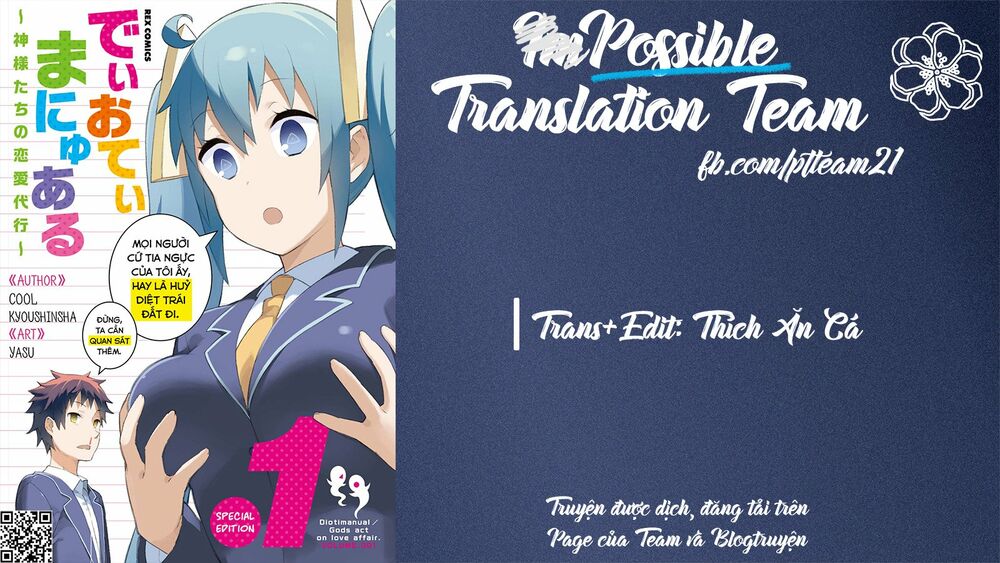 REX COMICS
でぃおてぃ
まにゅある
～神様たちの恋愛代行～
《AUTHOR》
COOL
KYOUSHINSHA
《ART》
YASU
MỌI NGƯỜI
CỨ TIA NGỰC
CỦA TÔI ẤY,
HAY LÀ HUỶ
DIỆT TRÁI
ĐẤT ĐI.
ĐỪNG,
TA CẦN
QUAN SÁT
THÊM.
SPECIAL
EDITION
.1
Diotimanual／
Gods act
on love affair.
VOLUME.001
Possible
Translation Team
fb.com/ptteam21
Trans+Edit: Thích Ăn Cá
Truyện được dịch, đăng tải trên
Page của Team và Blogtruyện